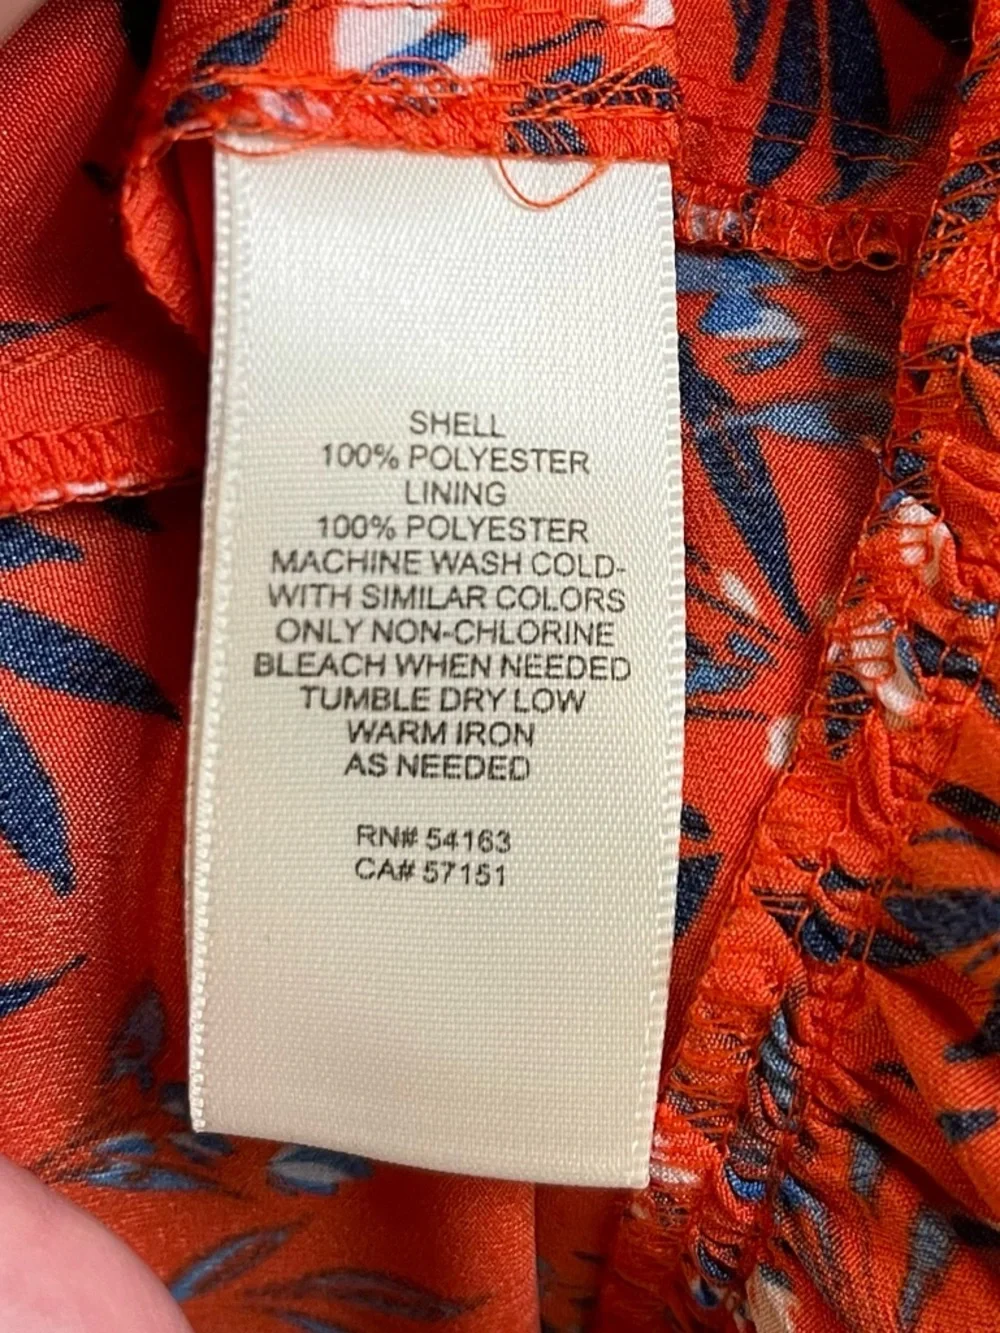 SHELL
100% POLYESTER
LINING
100% POLYESTER
MACHINE WASH COLD-
WITH SIMILAR COLORS
ONLY NON-CHLORINE
BLEACH WHEN NEEDED
TUMBLE DRY LOW
WARM IRON
AS NEEDED
RN# 54163
CA# 57151